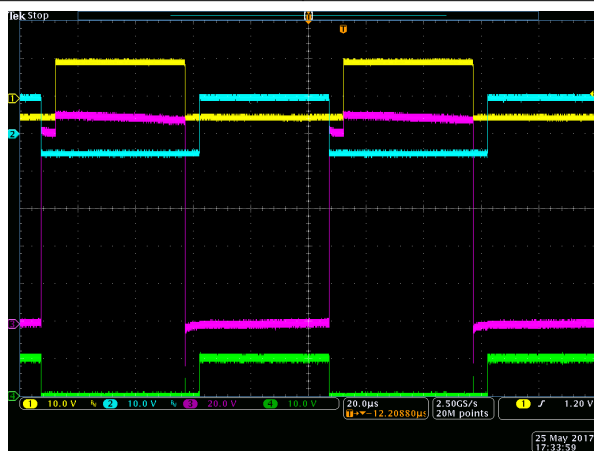 Tek Stop
T
T
1
2
3
4
1 10.0 V 2 10.0 V 3 20.0 V 4 10.0 V
20.0μs
T→▼−12.20880μs
2.50GS/s
20M points
1 ∫ 1.20 V
25 May 2017
17:33:59